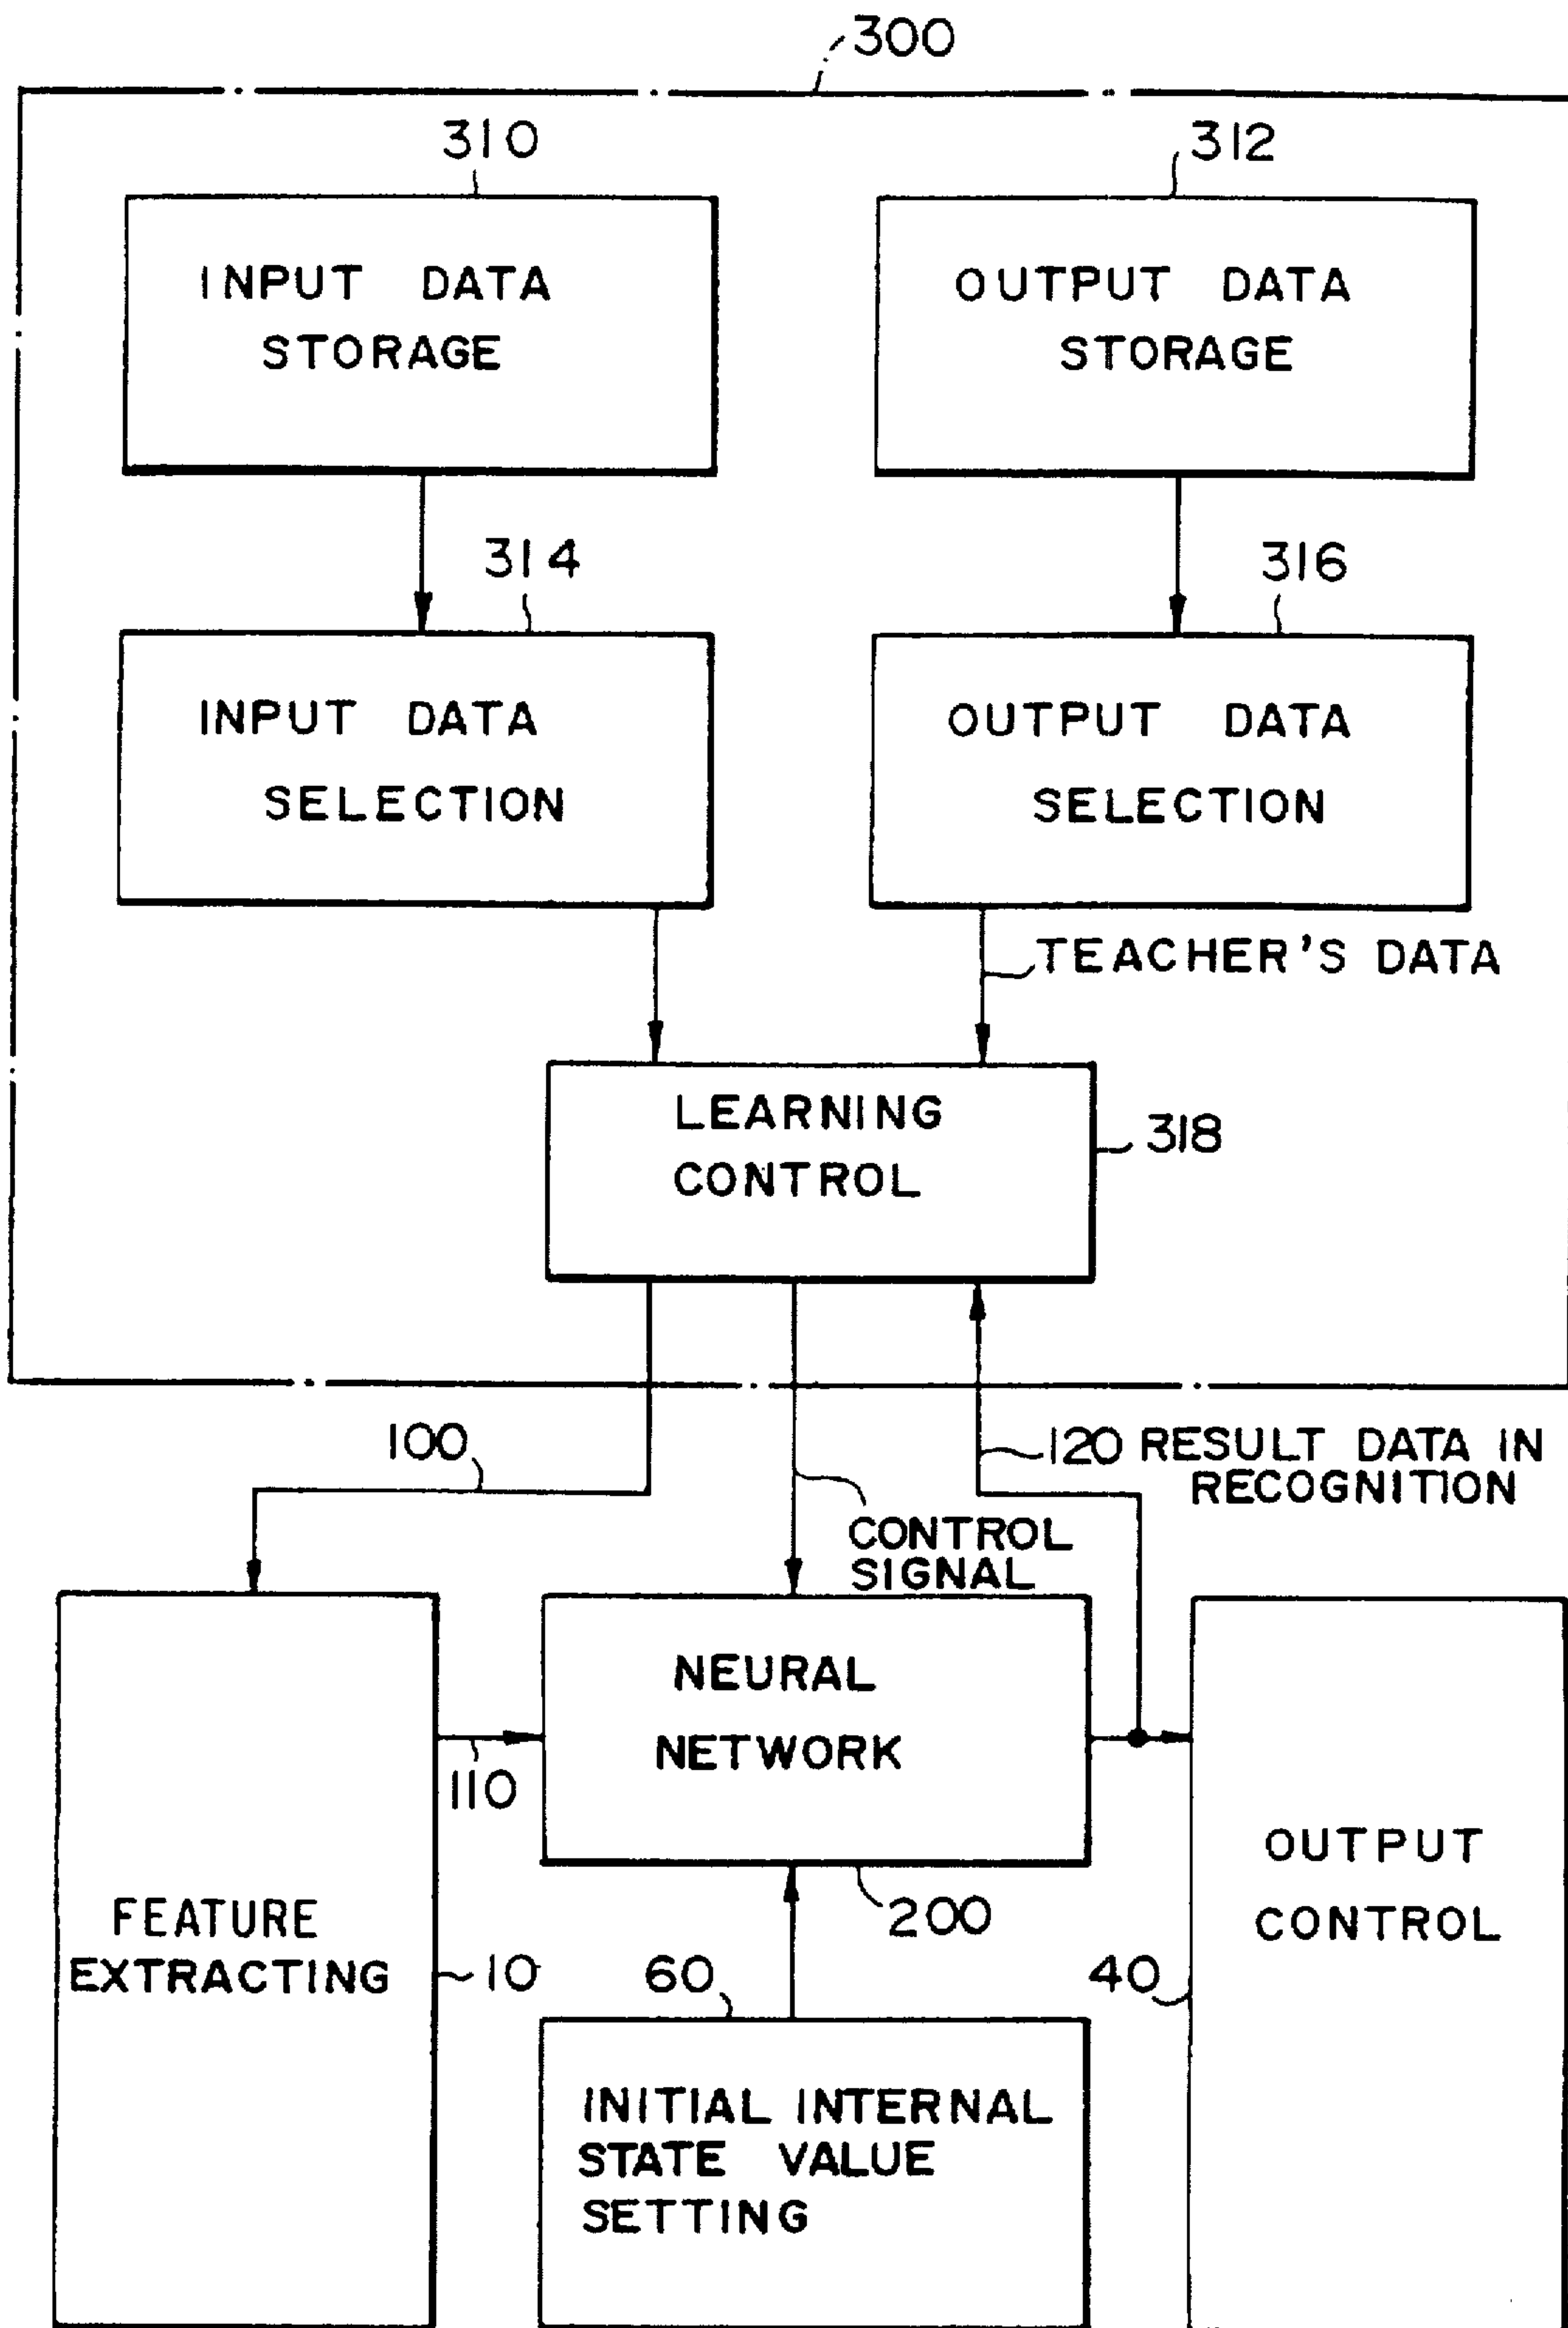 300
310
312
INPUT DATA
STORAGE
OUTPUT DATA
STORAGE
314
316
INPUT DATA
SELECTION
OUTPUT DATA
SELECTION
TEACHER'S DATA
LEARNING
CONTROL
318
100
120 RESULT DATA IN
RECOGNITION
CONTROL
SIGNAL
NEURAL
NETWORK
110
OUTPUT
CONTROL
200
FEATURE
EXTRACTING
10
60
40
INITIAL INTERNAL
STATE VALUE
SETTING